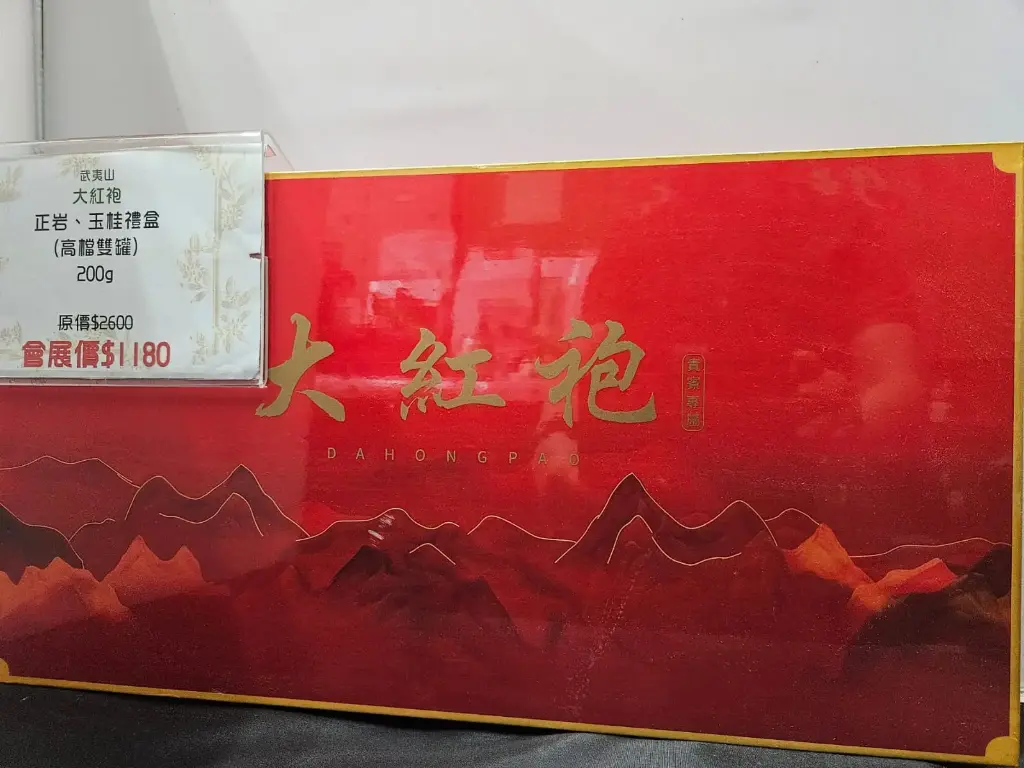 武夷山
大紅袍
正岩、玉桂禮盒
(高檔雙罐)
200g
原價$2600
會展價$1180
大紅袍
DAHONGPAO